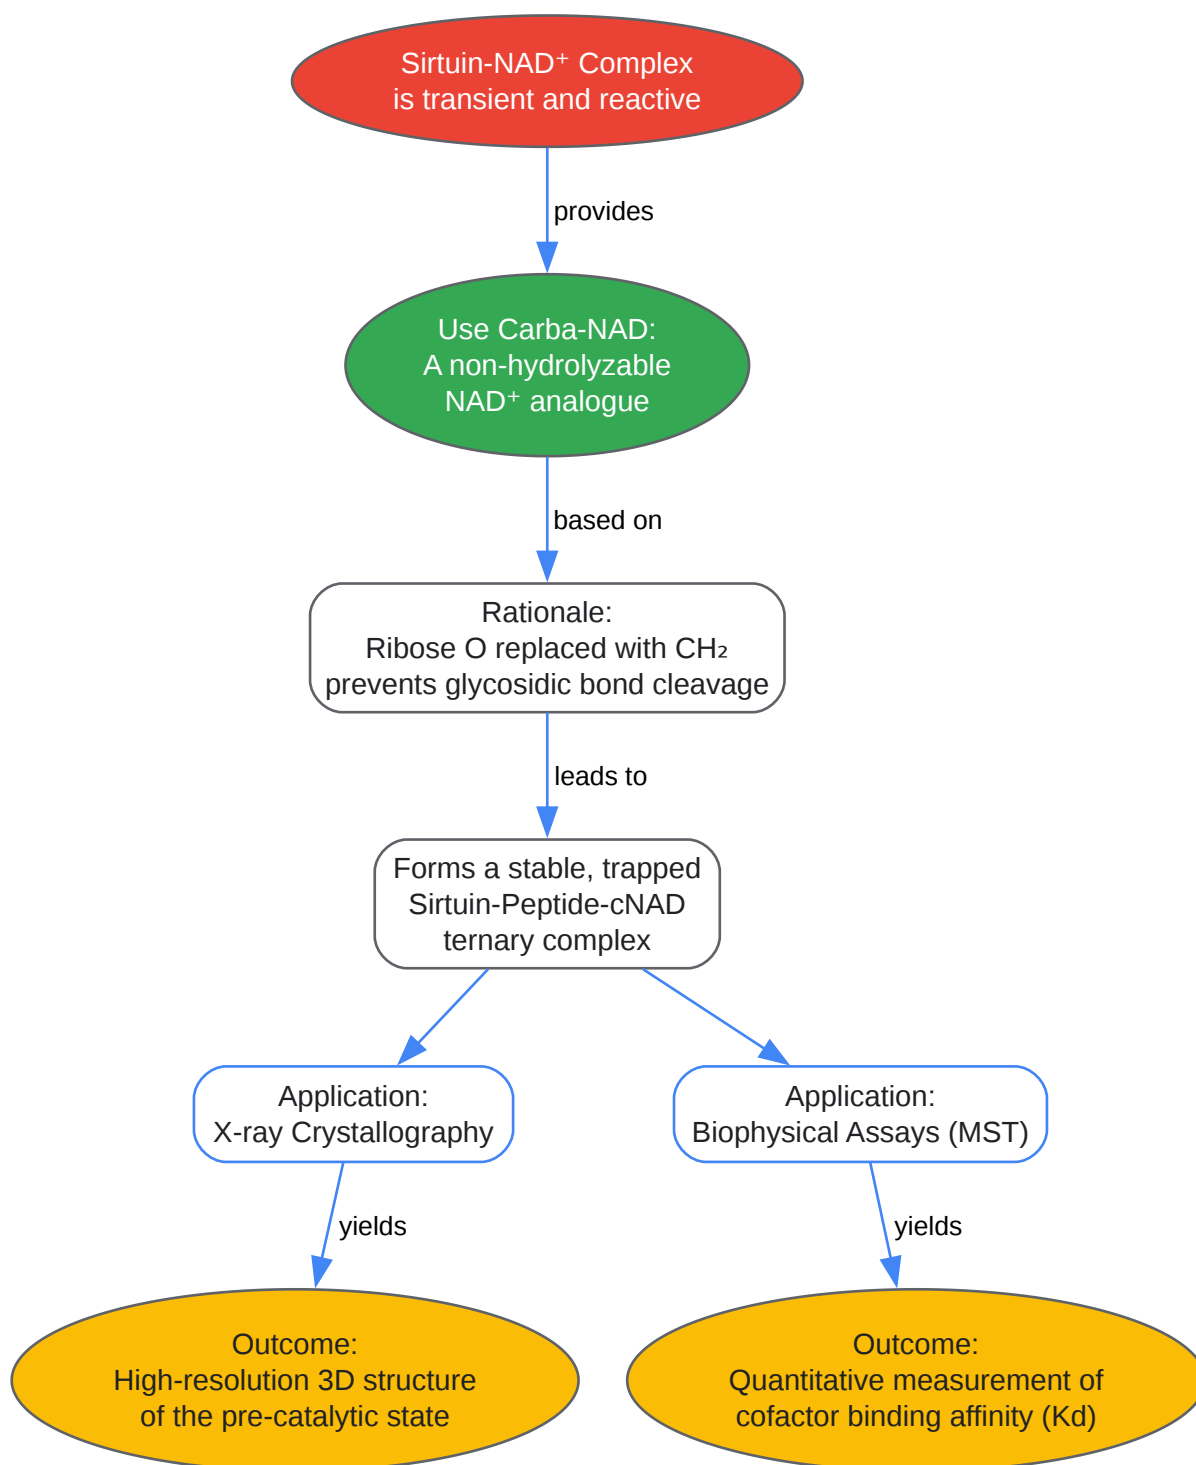 Sirtuin-NAD⁺ Complex
is transient and reactive
provides
Use Carba-NAD:
A non-hydrolyzable
NAD⁺ analogue
based on
Rationale:
Ribose O replaced with CH₂
prevents glycosidic bond cleavage
leads to
Forms a stable, trapped
Sirtuin-Peptide-cNAD
ternary complex
Application:
X-ray Crystallography
Application:
Biophysical Assays (MST)
yields
yields
Outcome:
High-resolution 3D structure
of the pre-catalytic state
Outcome:
Quantitative measurement of
cofactor binding affinity (Kd)